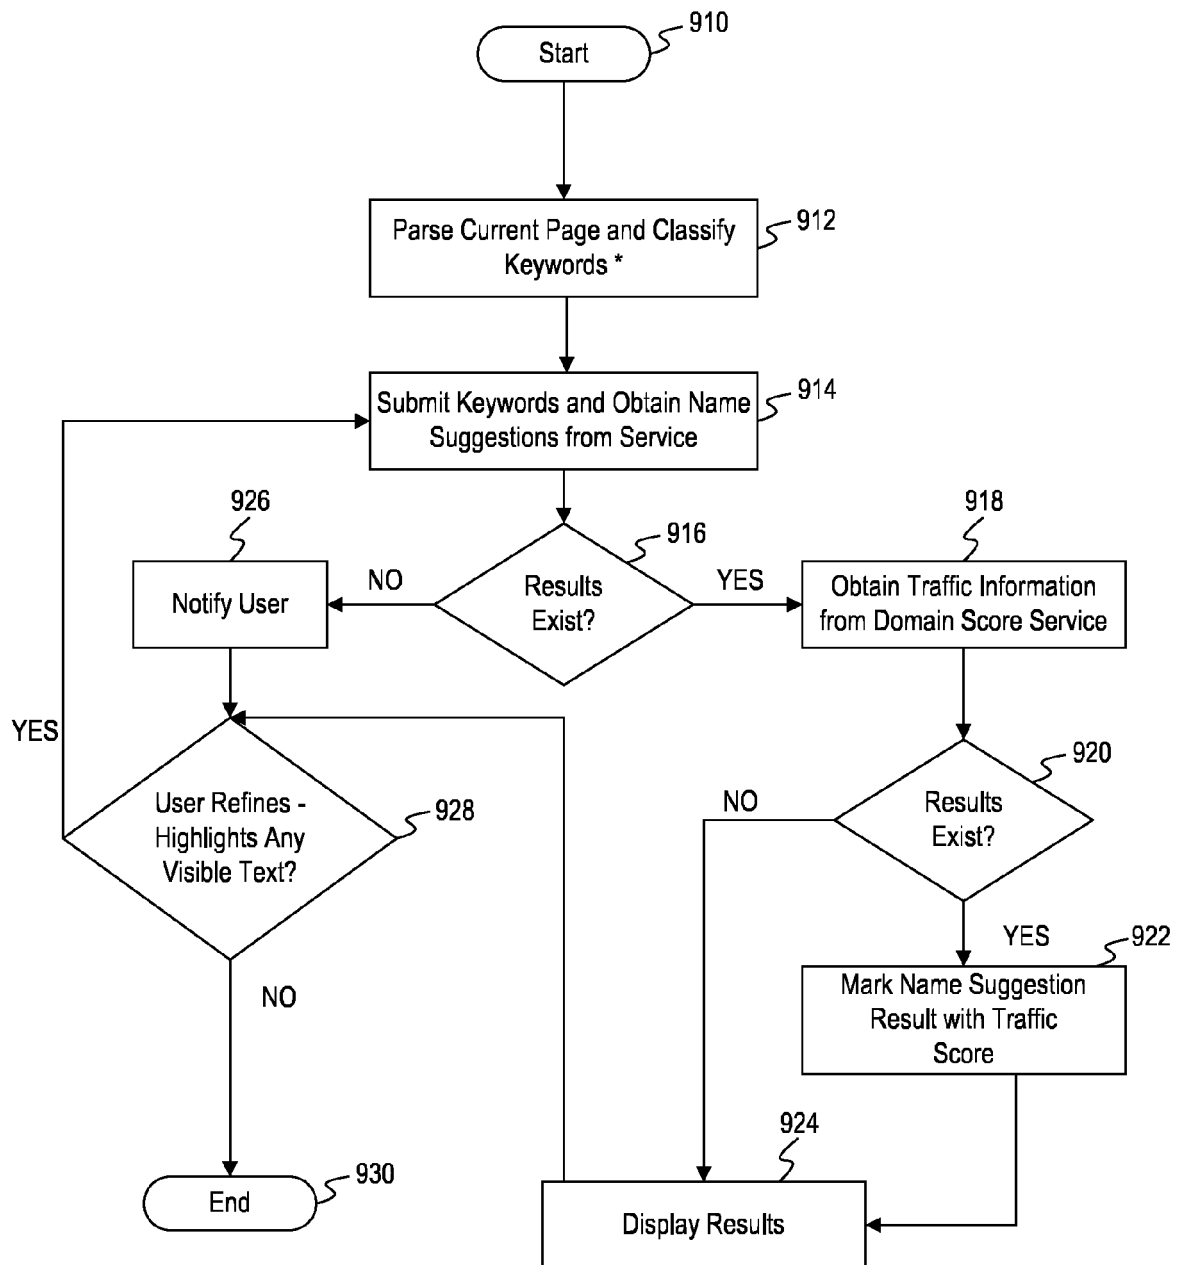 910
Start
Parse Current Page and Classify
Keywords *
912
Submit Keywords and Obtain Name
Suggestions from Service
914
926
Notify User
NO
916
Results
Exist?
YES
918
Obtain Traffic Information
from Domain Score Service
YES
User Refines -
Highlights Any
Visible Text?
928
NO
920
Results
Exist?
NO
YES
922
Mark Name Suggestion
Result with Traffic
Score
924
Display Results
End
930